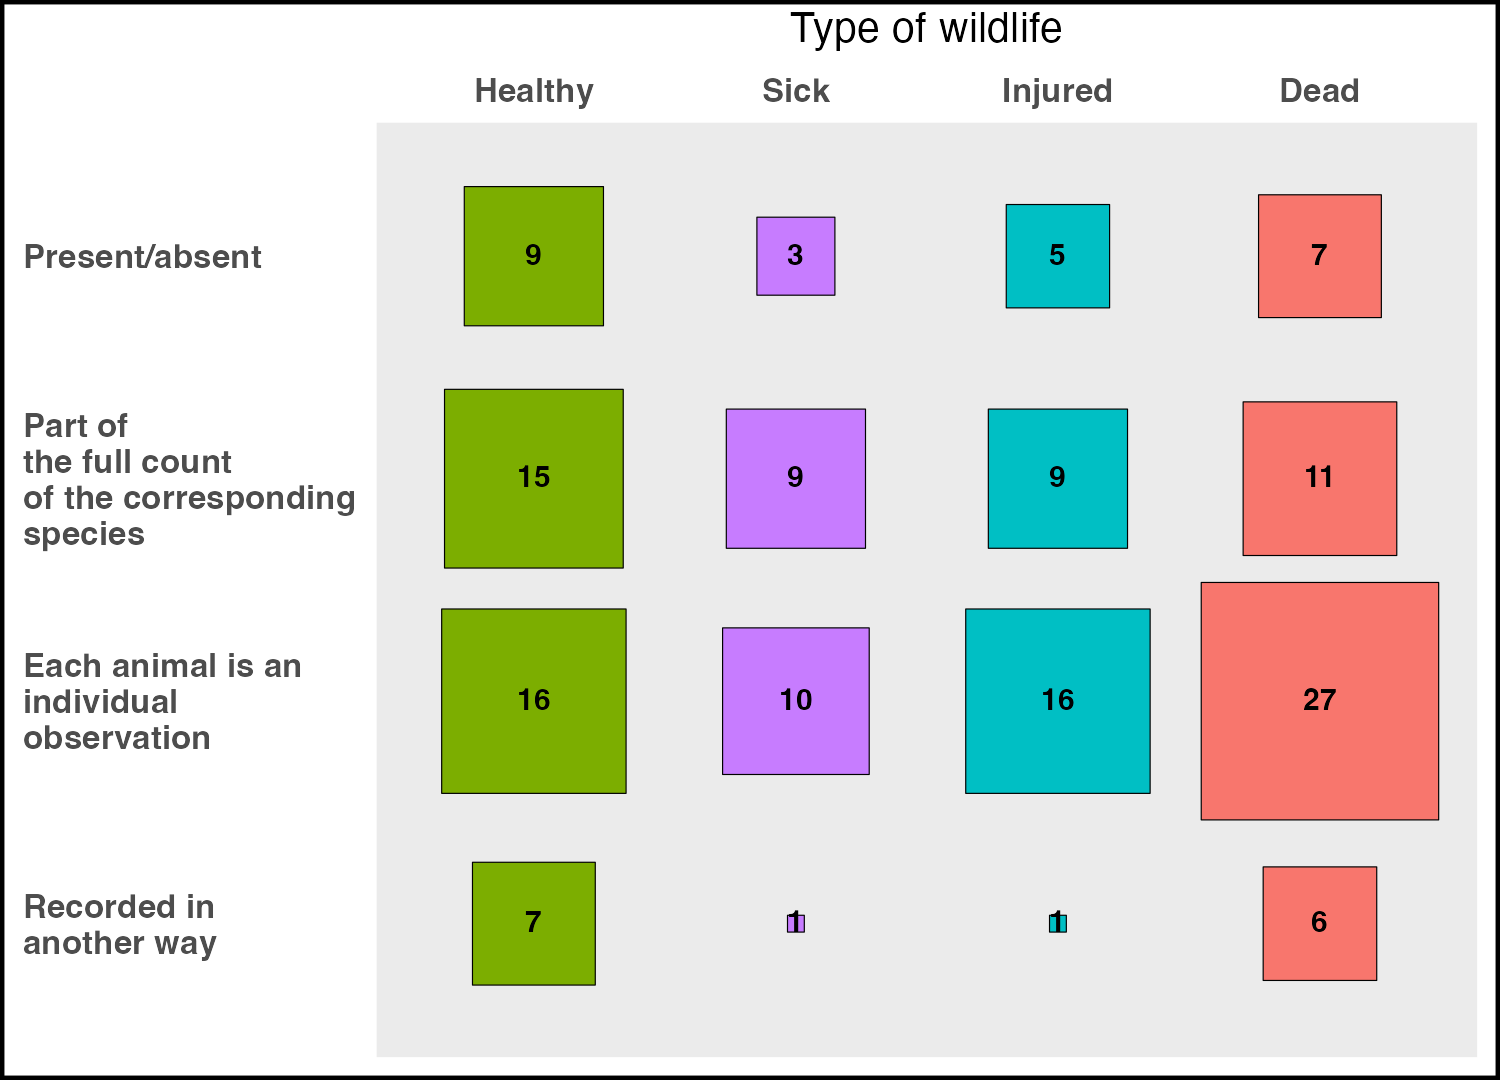 Type of wildlife
Healthy Sick Injured Dead
Present/absent 9 3 5 7
Part of
the full count
of the corresponding
species
15 9 9 11
Each animal is an
individual
observation
16 10 16 27
Recorded in
another way
7 1 1 6